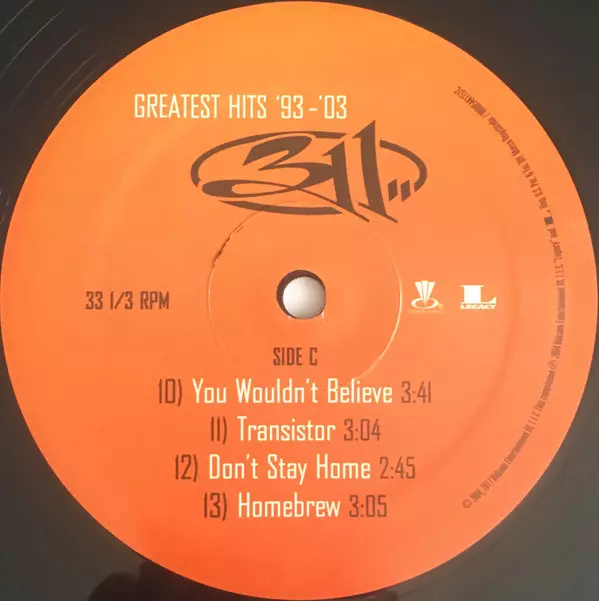 GREATEST HITS '93-'03
311
33 1/3 RPM
LEGACY
SIDE C
10) You Wouldn't Believe 3:41
11) Transistor 3:04
12) Don't Stay Home 2:45
13) Homebrew 3:05